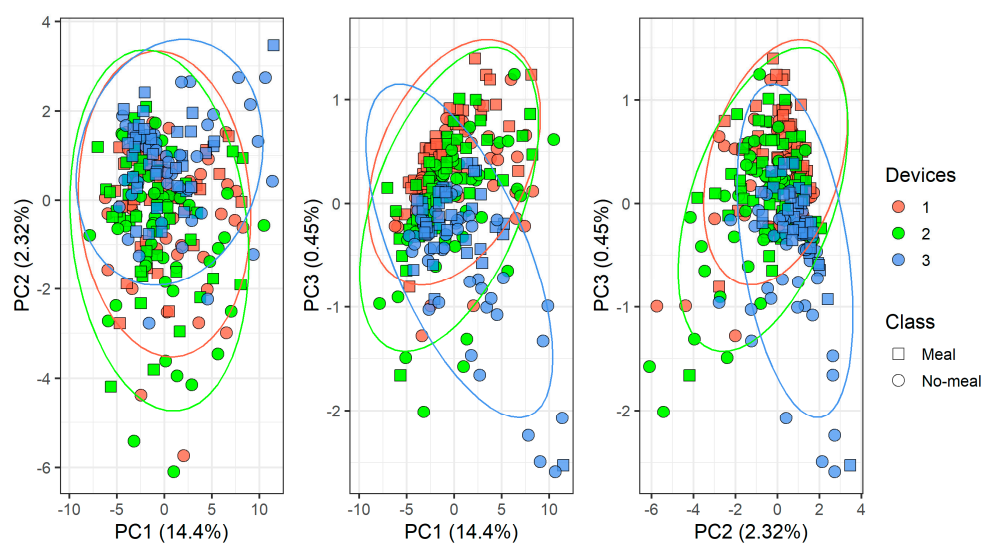 4
2
0
-2
-4
-6
PC2 (2.32%)
-10 -5 0 5 10
PC1 (14.4%)
1
0
-1
-2
PC3 (0.45%)
-10 -5 0 5 10
PC1 (14.4%)
1
0
-1
-2
PC3 (0.45%)
-6 -4 -2 0 2 4
PC2 (2.32%)
Devices
1
2
3
Class
Meal
No-meal